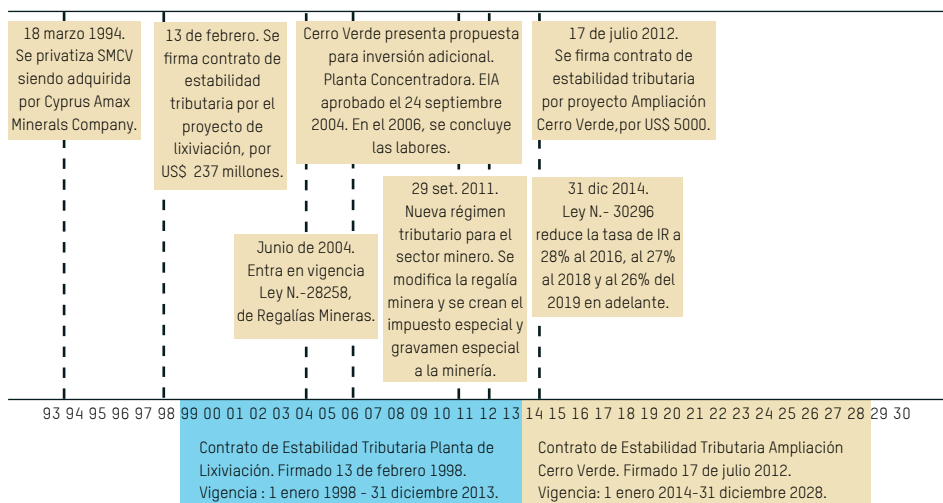 18 marzo 1994.
Se privatiza SMCV
siendo adquirida
por Cyprus Amax
Minerals Company.
13 de febrero. Se
firma contrato de
estabilidad
tributaria por el
proyecto de
lixiviación, por
US$ 237 millones.
Cerro Verde presenta propuesta
para inversión adicional.
Planta Concentradora. EIA
aprobado el 24 septiembre
2004. En el 2006, se concluye
las labores.
17 de julio 2012.
Se firma contrato de
estabilidad tributaria
por proyecto Ampliación
Cerro Verde,por US$ 5000.
Junio de 2004.
Entra en vigencia
Ley N.-28258,
de Regalías Mineras.
29 set. 2011.
Nueva régimen
tributario para el
sector minero. Se
modifica la regalía
minera y se crean el
impuesto especial y
gravamen especial
a la minería.
31 dic 2014.
Ley N.- 30296
reduce la tasa de IR a
28% al 2016, al 27%
al 2018 y al 26% del
2019 en adelante.
93 94 95 96 97 98 99 00 01 02 03 04 05 06 07 08 09 10 11 12 13 14 16 17 18 19 20 21 22 23 24 25 26 27 28 29 30
Contrato de Estabilidad Tributaria Planta de
Lixiviación. Firmado 13 de febrero 1998.
Vigencia : 1 enero 1998 - 31 diciembre 2013.
Contrato de Estabilidad Tributaria Ampliación
Cerro Verde. Firmado 17 de julio 2012.
Vigencia: 1 enero 2014-31 diciembre 2028.